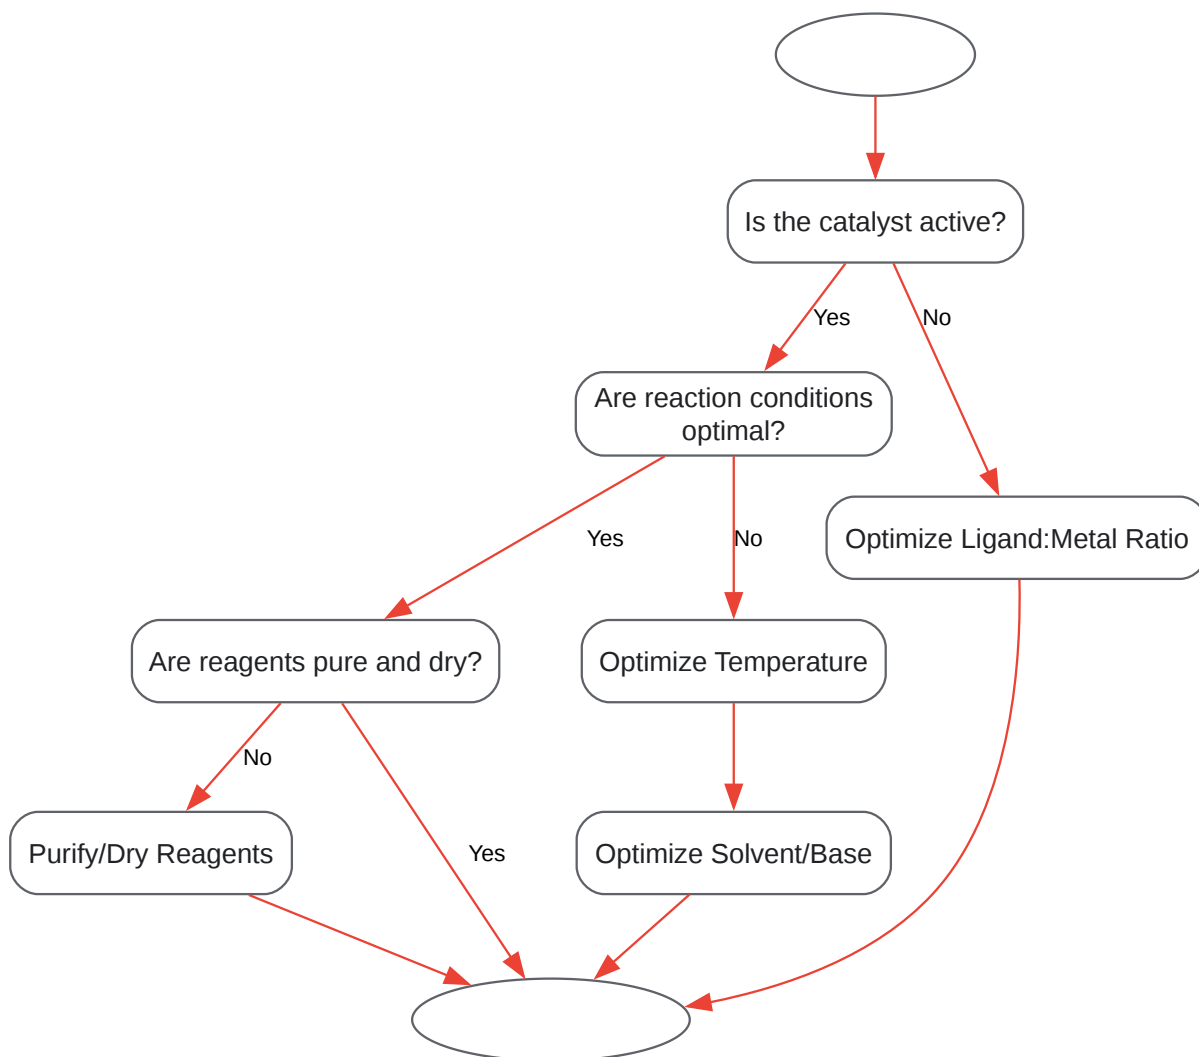 Is the catalyst active?
Yes
No
Are reaction conditions
optimal?
Optimize Ligand:Metal Ratio
Yes
No
Are reagents pure and dry?
Optimize Temperature
No
Purify/Dry Reagents
Yes
Optimize Solvent/Base